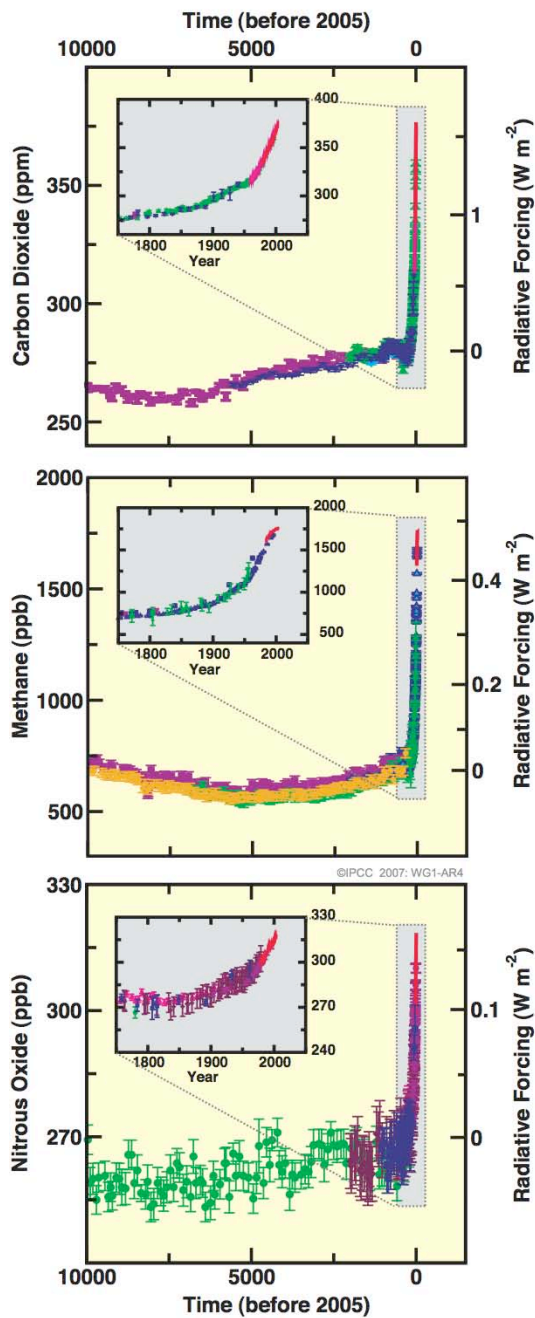 Time (before 2005)
10000 5000 0
Carbon Dioxide (ppm)
350
300
250
400
350
300
1800 1900 2000
Year
1
0
Radiative Forcing (W m-2)
Methane (ppb)
2000
1500
1000
500
2000
1500
1000
500
1800 1900 2000
Year
0.4
0.2
0
Radiative Forcing (W m-2)
©IPCC 2007: WG1-AR4
Nitrous Oxide (ppb)
330
300
270
330
300
270
240
1800 1900 2000
Year
0.1
0
Radiative Forcing (W m-2)
10000 5000 0
Time (before 2005)